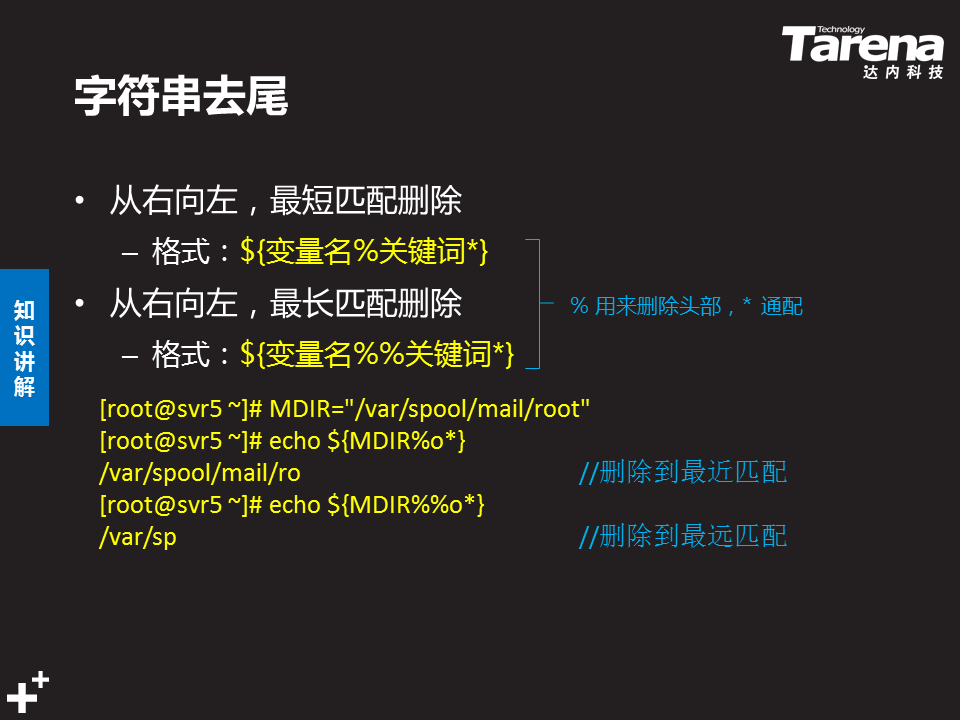 Technology
Tarena
达内科技
字符串去尾
• 从右向左，最短匹配删除
– 格式：${变量名%关键词*}
• 从右向左，最长匹配删除
% 用来删除头部，* 通配
– 格式：${变量名%%关键词*}
知识讲解
[root@svr5 ~]# MDIR="/var/spool/mail/root"
[root@svr5 ~]# echo ${MDIR%o*}
/var/spool/mail/ro //删除到最近匹配
[root@svr5 ~]# echo ${MDIR%%o*}
/var/sp //删除到最远匹配